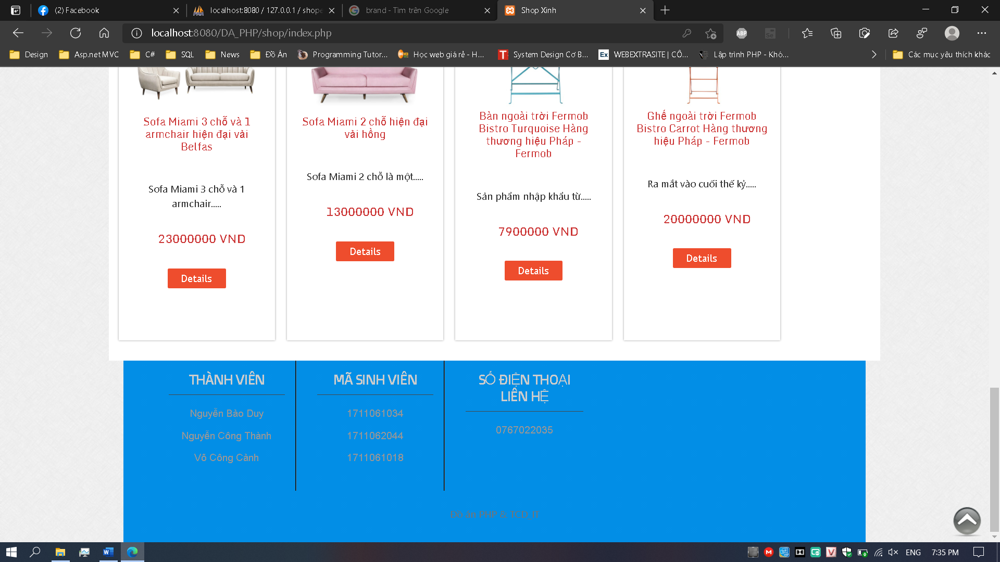 (2) Facebook
localhost:8080 / 127.0.0.1 / shope
brand - Tìm trên Google
Shop Xinh
localhost:8080/DA_PHP/shop/index.php
ABP
Se
Design
Asp.net MVC
C#
SQL
News
Đồ Án
Programming Tutor...
Học web giá rẻ - H...
System Design Cơ B...
Ex
WEBEXTRASITE | CÔ...
Lập trình PHP - Khó...
Các mục yêu thích khác
Sofa Miami 3 chỗ và 1
armchair hiện đại vải
Belfas
Sofa Miami 3 chỗ và 1
armchair.....
23000000 VND
Details
Sofa Miami 2 chỗ hiện đại
vải hồng
Sofa Miami 2 chỗ là một.....
13000000 VND
Details
Bàn ngoài trời Fermob
Bistro Turquoise Hàng
thương hiệu Pháp -
Fermob
Sản phẩm nhập khẩu từ.....
7900000 VND
Details
Ghế ngoài trời Fermob
Bistro Carrot Hàng thương
hiệu Pháp - Fermob
Ra mắt vào cuối thế kỷ.....
20000000 VND
Details
THÀNH VIÊN
Nguyễn Bảo Duy
Nguyễn Công Thành
Võ Công Cảnh
MÃ SINH VIÊN
1711061034
1711062044
1711061018
SỐ ĐIỆN THOẠI
LIÊN HỆ
0767022035
Đồ án PHP & TCD IT
ENG
7:35 PM